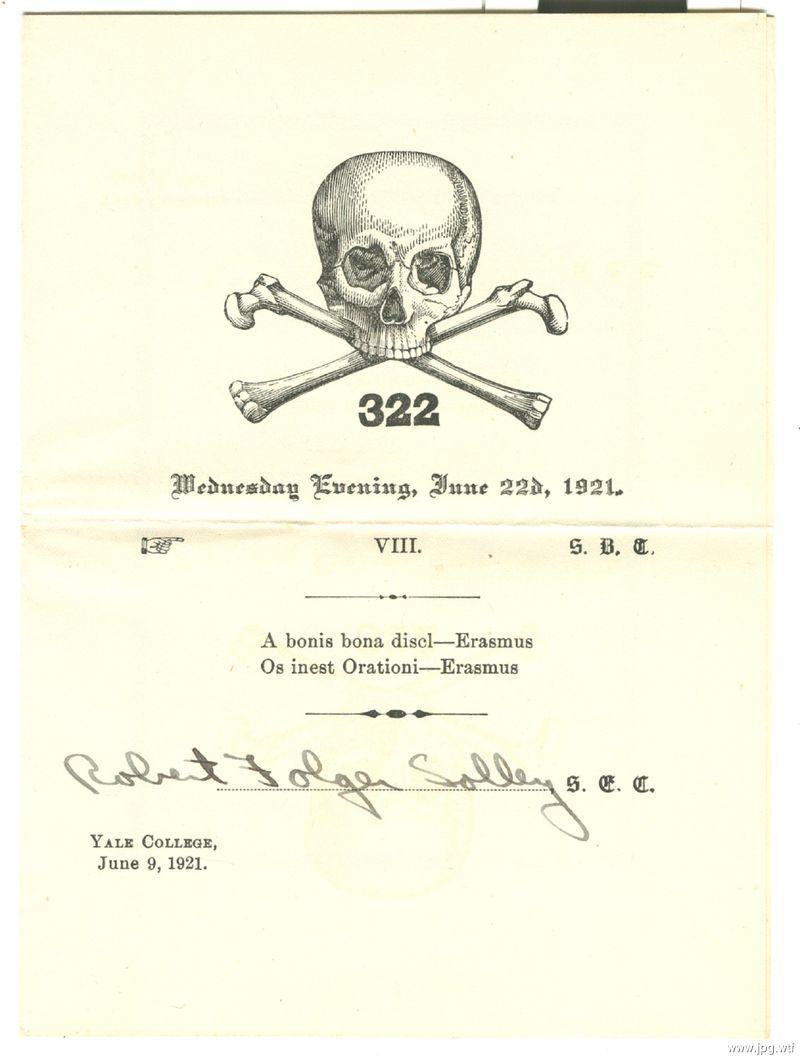 322
Wednesday Evening, June 22d, 1921.
VIII. S. B. T.
A bonis bona discl—Erasmus
Os inest Orationi—Erasmus
Robert Folger Solley, S. E. C.
YALE COLLEGE,
June 9, 1921.
www.jpg.wtf